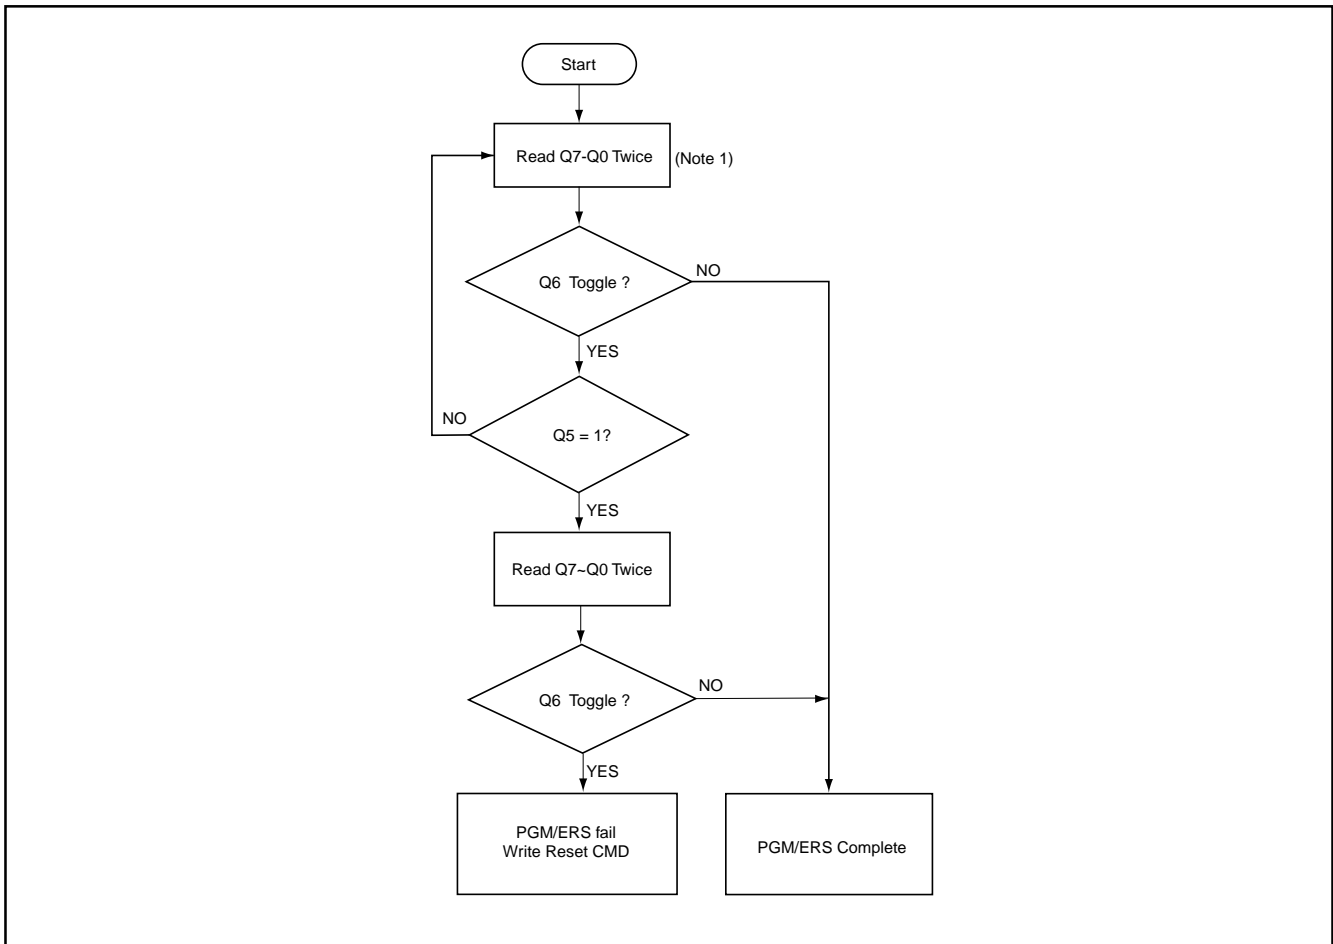 Start
Read Q7-Q0 Twice
(Note 1)
Q6 Toggle ?
NO
YES
NO
Q5 = 1?
YES
Read Q7~Q0 Twice
Q6 Toggle ?
NO
YES
PGM/ERS fail
Write Reset CMD
PGM/ERS Complete